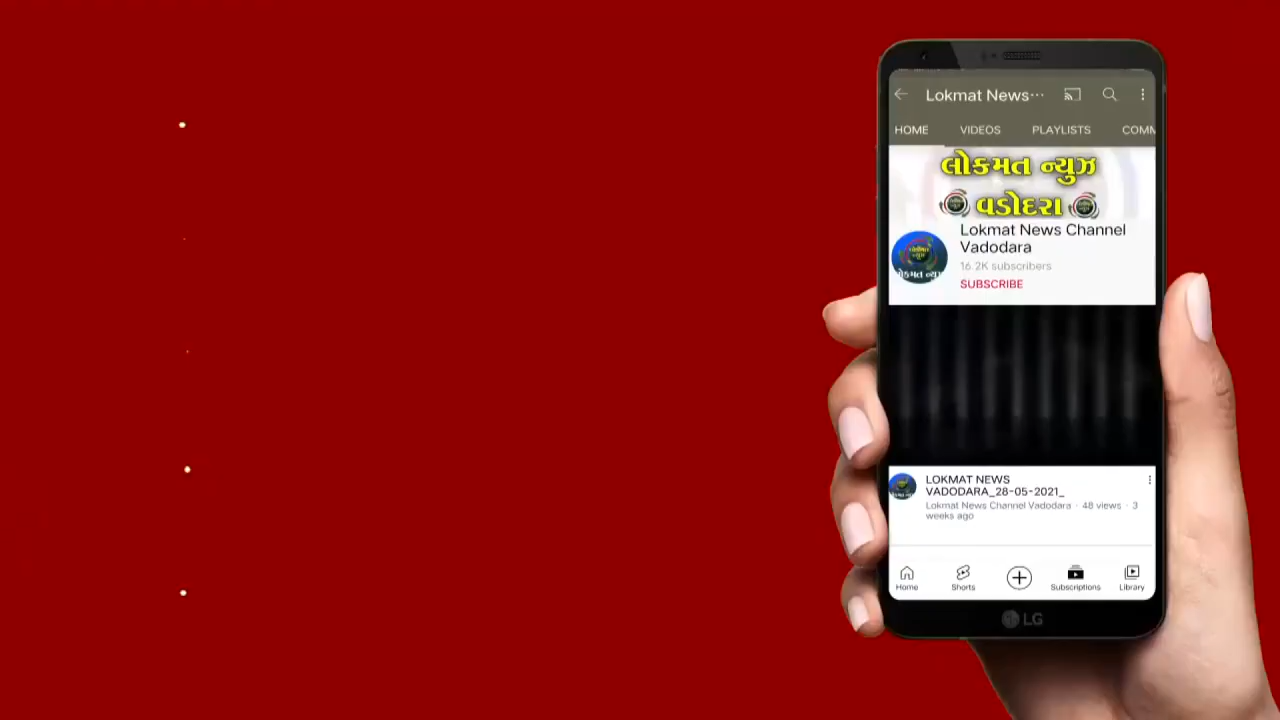 Lokmat News...
HOME VIDEOS PLAYLISTS COMM
લોકમત ન્યુઝ
વડોદરા
Lokmat News Channel
Vadodara
16.2K subscribers
SUBSCRIBE
LOKMAT NEWS
VADODARA_28-05-2021_
Lokmat News Channel Vadodara · 48 views · 3
weeks ago
Home Shorts Subscriptions Library
LG